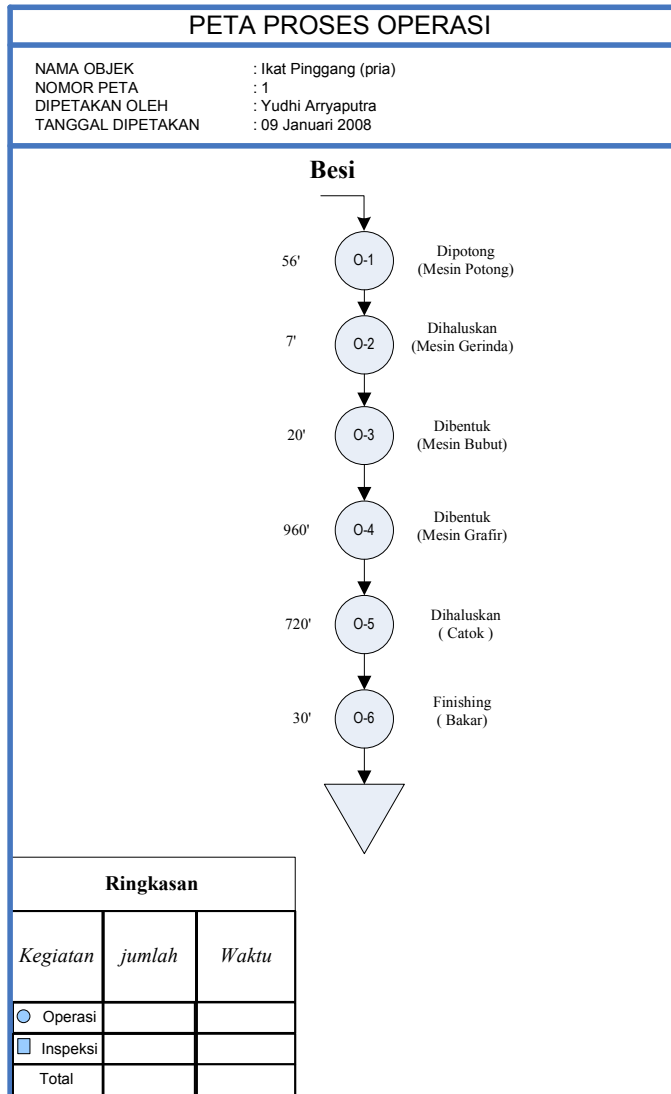 PETA PROSES OPERASI
NAMA OBJEK : Ikat Pinggang (pria)
NOMOR PETA : 1
DIPETAKAN OLEH : Yudhi Arryaputra
TANGGAL DIPETAKAN : 09 Januari 2008
Besi
56' O-1 Dipotong
(Mesin Potong)
7' O-2 Dihaluskan
(Mesin Gerinda)
20' O-3 Dibentuk
(Mesin Bubut)
960' O-4 Dibentuk
(Mesin Grafir)
720' O-5 Dihaluskan
( Catok )
30' O-6 Finishing
( Bakar)
Ringkasan
Kegiatan jumlah Waktu
Operasi
Inspeksi
Total